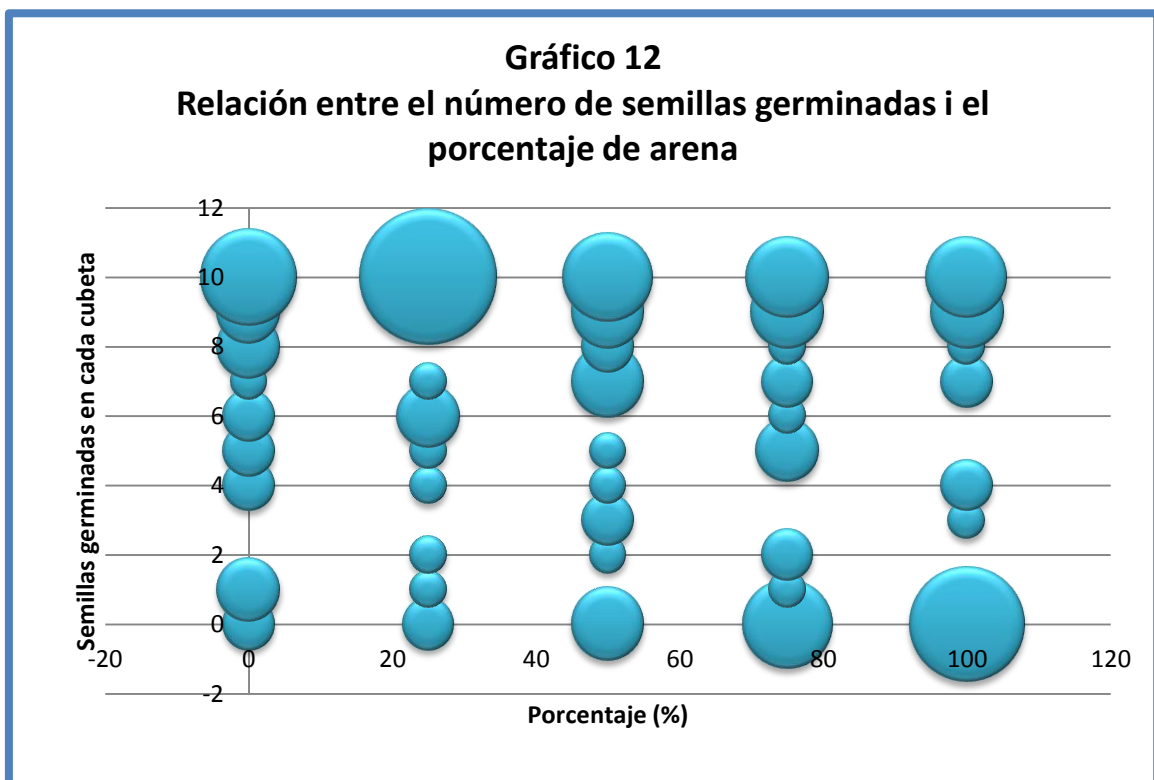 Gráfico 12
Relación entre el número de semillas germinadas i el
porcentaje de arena
Semillas germinadas en cada cubeta
12
10
8
6
4
2
0
-2
-20 0 20 40 60 80 100 120
Porcentaje (%)